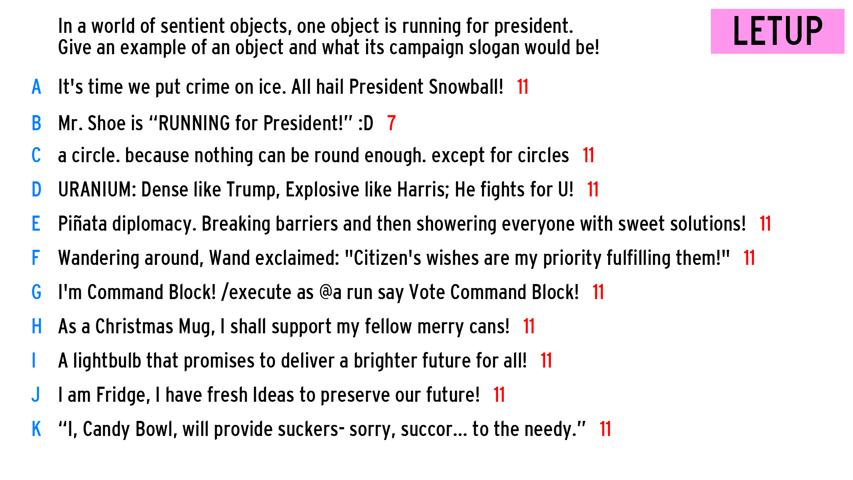 In a world of sentient objects, one object is running for president.
Give an example of an object and what its campaign slogan would be!
LETUP
A It's time we put crime on ice. All hail President Snowball! 11
B Mr. Shoe is “RUNNING for President!” :D 7
C a circle. because nothing can be round enough. except for circles 11
D URANIUM: Dense like Trump, Explosive like Harris; He fights for U! 11
E Piñata diplomacy. Breaking barriers and then showering everyone with sweet solutions! 11
F Wandering around, Wand exclaimed: "Citizen's wishes are my priority fulfilling them!" 11
G I'm Command Block! /execute as @a run say Vote Command Block! 11
H As a Christmas Mug, I shall support my fellow merry cans! 11
I A lightbulb that promises to deliver a brighter future for all! 11
J I am Fridge, I have fresh Ideas to preserve our future! 11
K “I, Candy Bowl, will provide suckers- sorry, succor... to the needy.” 11